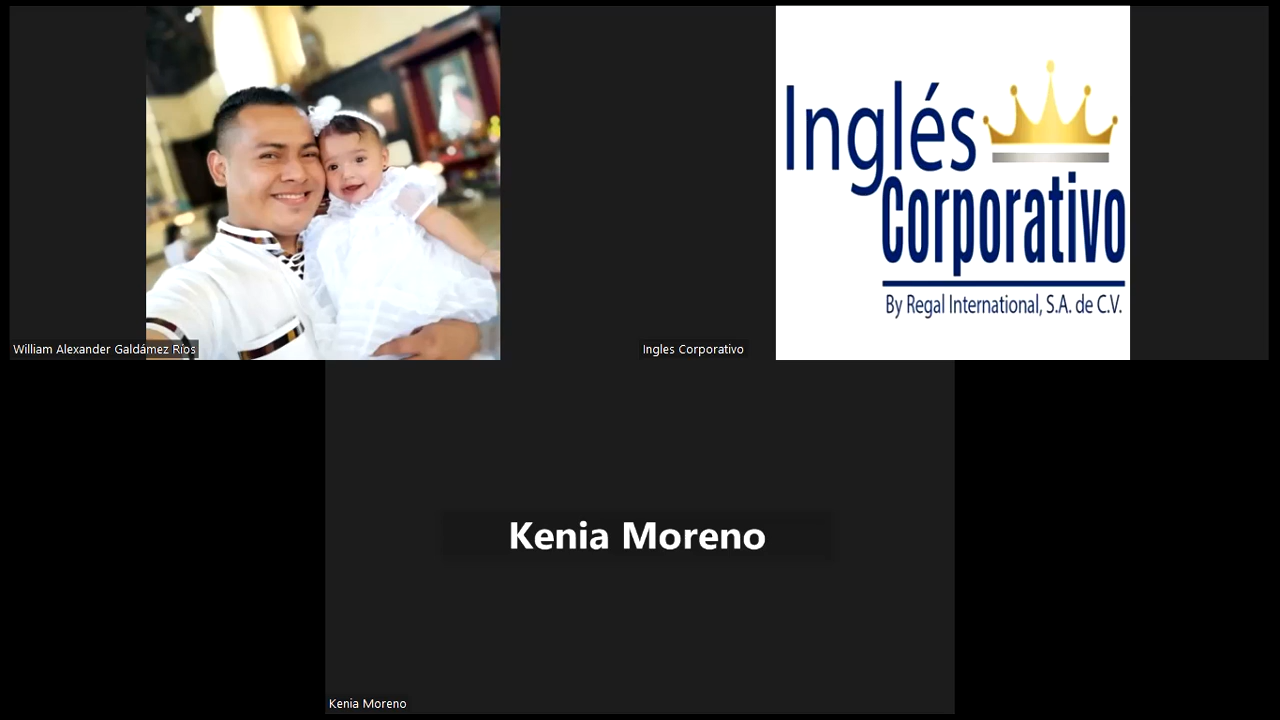 Inglés
Corporativo
By Regal International, S.A. de C.V.
William Alexander Galdámez Ríos
Ingles Corporativo
Kenia Moreno
Kenia Moreno